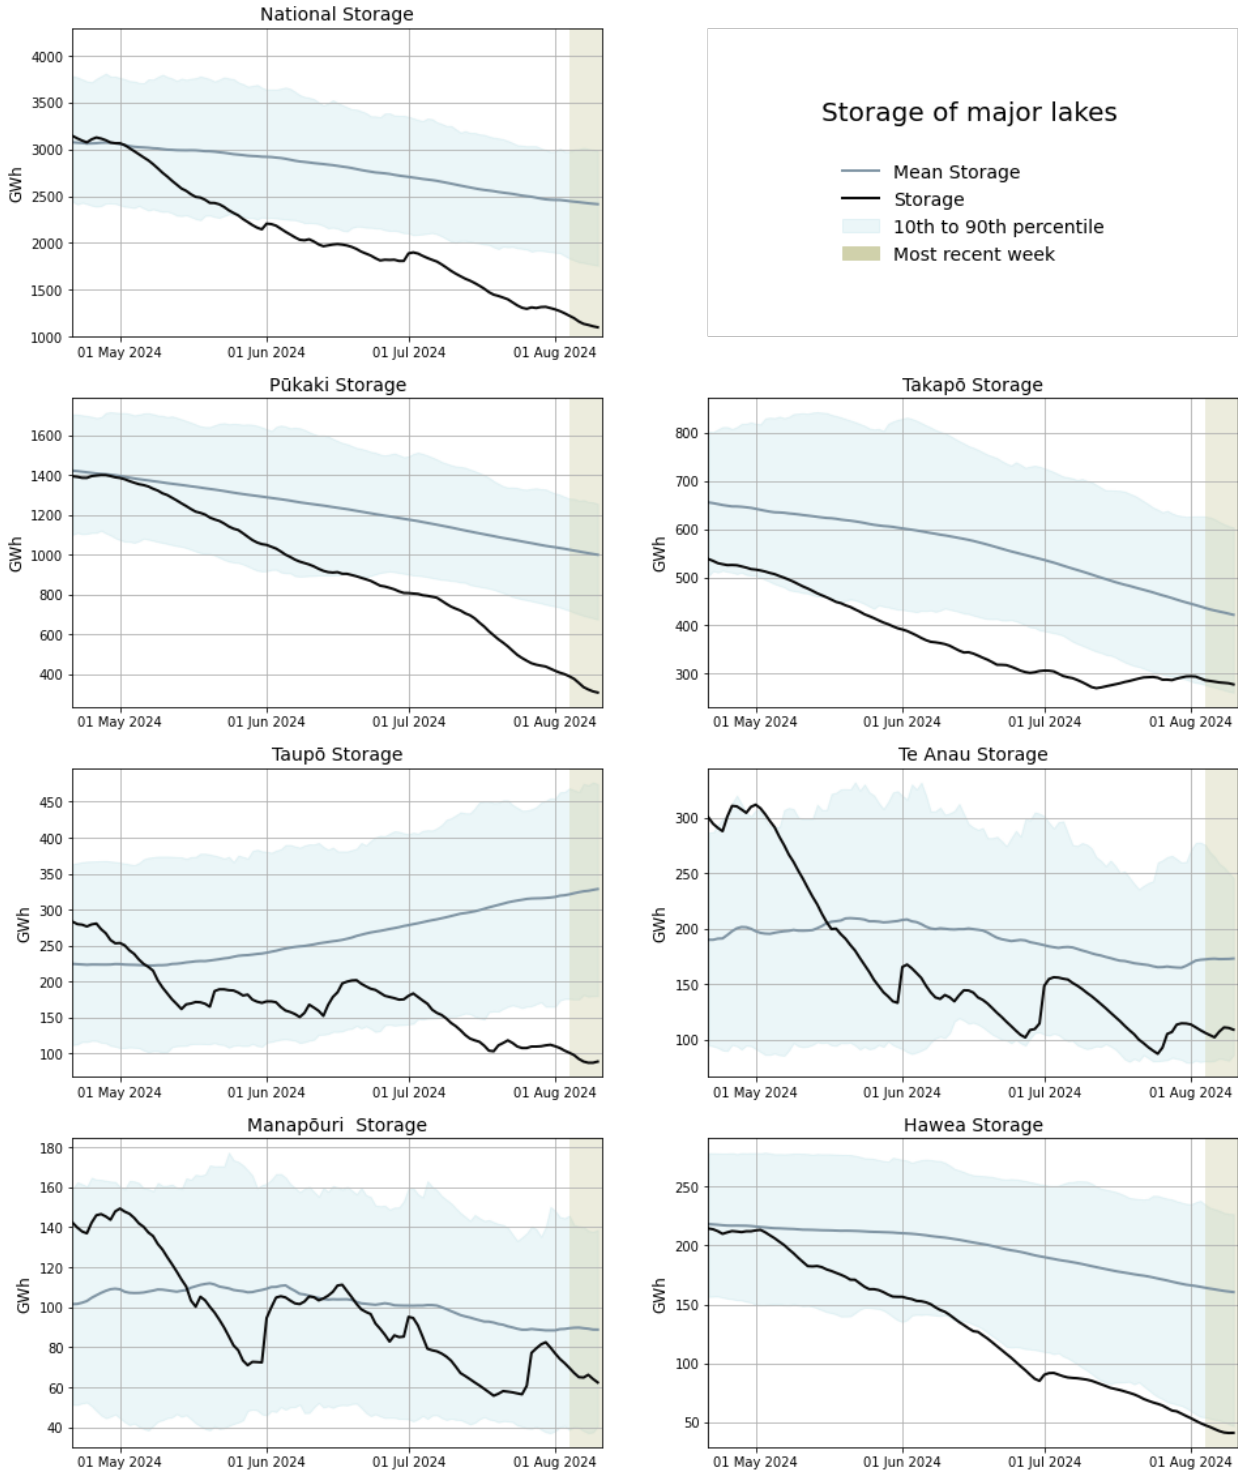 National Storage
4000
3500
3000
2500
2000
1500
1000
GWh
01 May 2024 01 Jun 2024 01 Jul 2024 01 Aug 2024
Storage of major lakes
Mean Storage
Storage
10th to 90th percentile
Most recent week
Pūkaki Storage
1600
1400
1200
1000
800
600
400
GWh
01 May 2024 01 Jun 2024 01 Jul 2024 01 Aug 2024
Takapō Storage
800
700
600
500
400
300
GWh
01 May 2024 01 Jun 2024 01 Jul 2024 01 Aug 2024
Taupō Storage
450
400
350
300
250
200
150
100
GWh
01 May 2024 01 Jun 2024 01 Jul 2024 01 Aug 2024
Te Anau Storage
300
250
200
150
100
GWh
01 May 2024 01 Jun 2024 01 Jul 2024 01 Aug 2024
Manapōuri  Storage
180
160
140
120
100
80
60
40
GWh
01 May 2024 01 Jun 2024 01 Jul 2024 01 Aug 2024
Hawea Storage
250
200
150
100
50
GWh
01 May 2024 01 Jun 2024 01 Jul 2024 01 Aug 2024